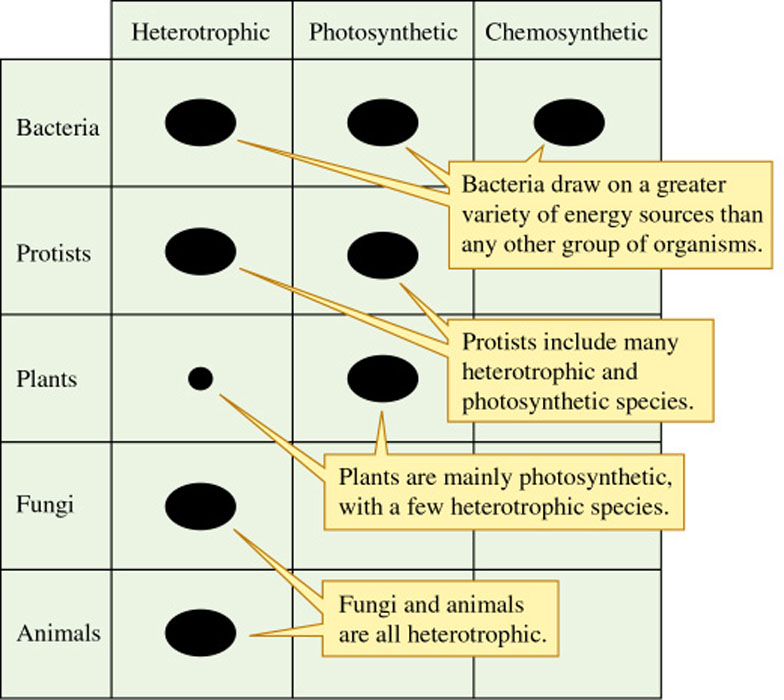 Heterotrophic Photosynthetic Chemosynthetic
Bacteria
Bacteria draw on a greater
variety of energy sources than
any other group of organisms.
Protists
Protists include many
heterotrophic and
photosynthetic species.
Plants
Plants are mainly photosynthetic,
with a few heterotrophic species.
Fungi
Fungi and animals
are all heterotrophic.
Animals